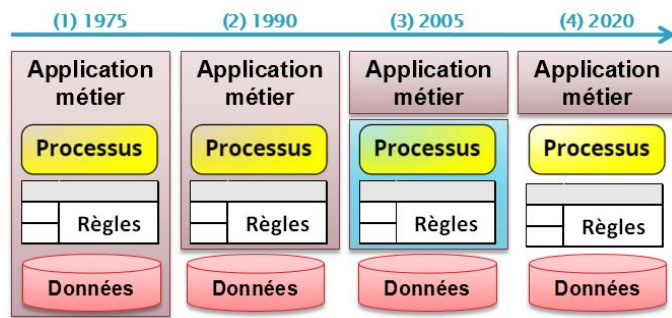 (1) 1975
(2) 1990
(3) 2005
(4) 2020
Application
métier
Processus
Règles
Données
Application
métier
Processus
Règles
Données
Application
métier
Processus
Règles
Données
Application
métier
Processus
Règles
Données